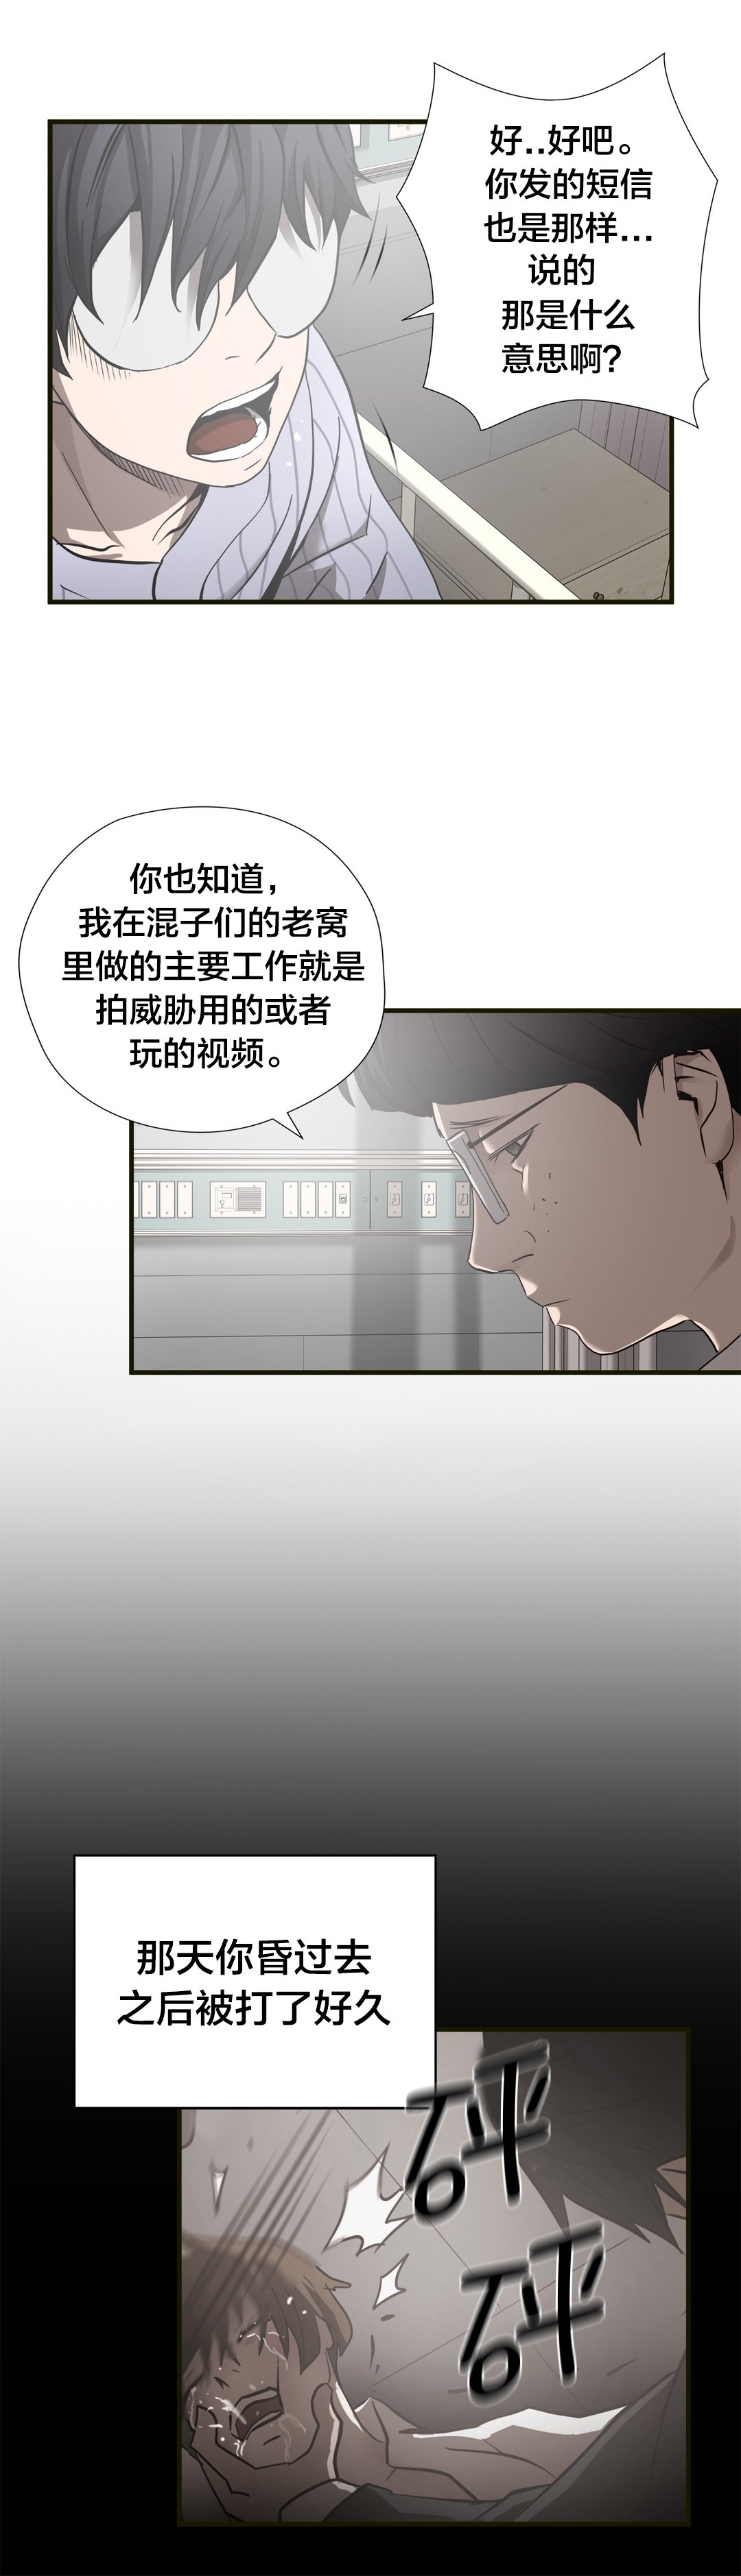 好..好吧。
你发的短信
也是那样...
说的
那是什么
意思啊?
你也知道，
我在混子们的老窝
里做的主要工作就是
拍威胁用的或者
玩的视频。
那天你昏过去
之后被打了好久
砰
砰